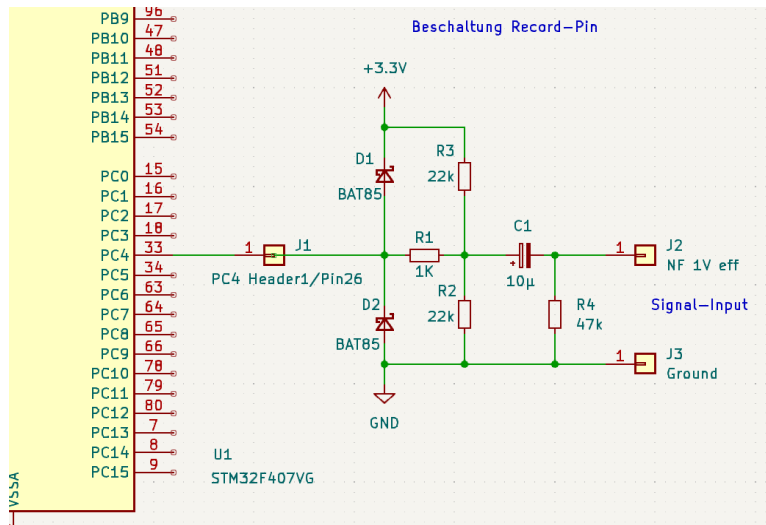 PB9 96
Beschaltung Record-Pin
PB10 47
PB11 48
+3.3V
PB12 51
PB13 52
PB14 53
PB15 54
D1
R3
22k
BAT85
PC0 15
PC1 16
PC2 17
PC3 18
C1
R1
PC4 33
1 J1
1 J2
NF 1V eff
1K
10µ
PC5 34
PC4 Header1/Pin26
PC6 63
R2
22k
PC7 64
D2
R4
47k
Signal-Input
PC8 65
BAT85
PC9 66
1 J3
Ground
PC10 78
PC11 79
PC12 80
GND
PC13 7
PC14 8
U1
PC15 9
STM32F407VG
VSSA